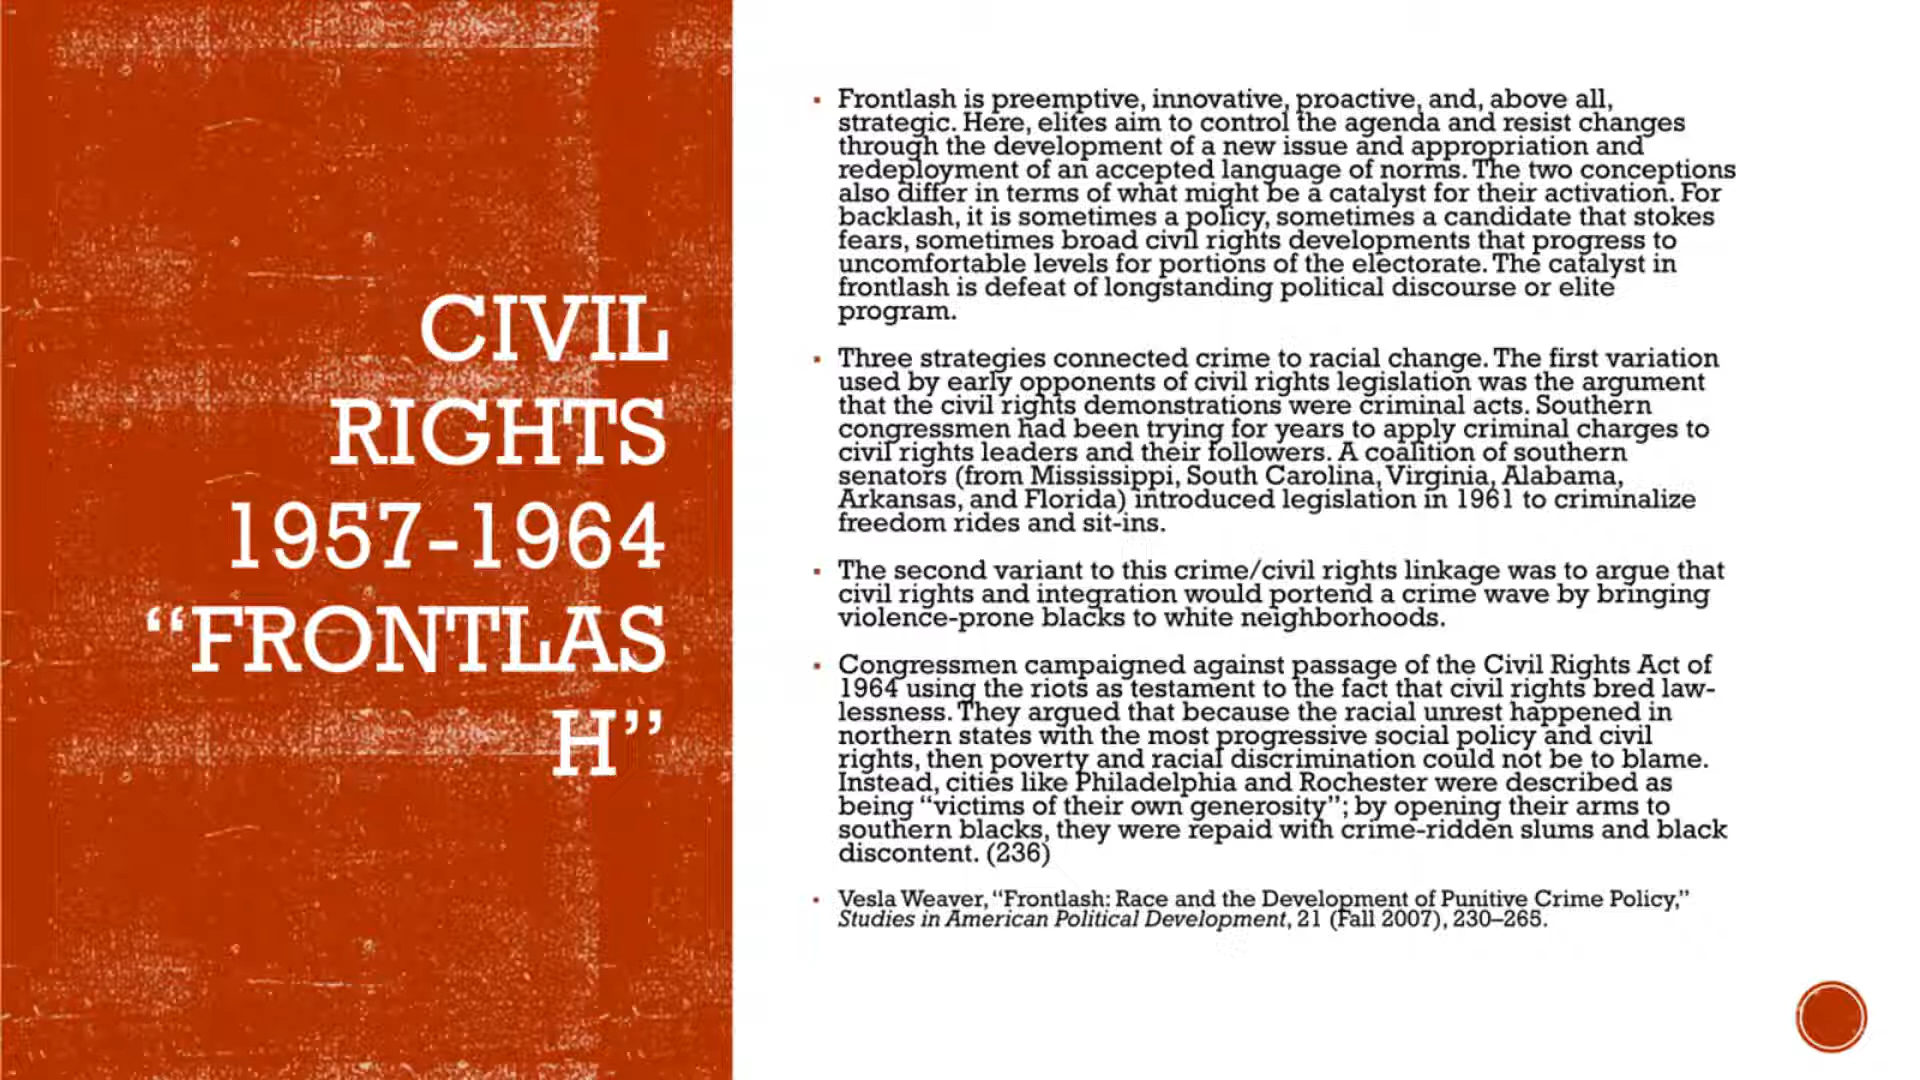 CIVIL
RIGHTS
1957-1964
“FRONTLAS
H”
▪ Frontlash is preemptive, innovative, proactive, and, above all,
strategic. Here, elites aim to control the agenda and resist changes
through the development of a new issue and appropriation and
redeployment of an accepted language of norms. The two conceptions
also differ in terms of what might be a catalyst for their activation. For
backlash, it is sometimes a policy, sometimes a candidate that stokes
fears, sometimes broad civil rights developments that progress to
uncomfortable levels for portions of the electorate. The catalyst in
frontlash is defeat of longstanding political discourse or elite
program.
▪ Three strategies connected crime to racial change. The first variation
used by early opponents of civil rights legislation was the argument
that the civil rights demonstrations were criminal acts. Southern
congressmen had been trying for years to apply criminal charges to
civil rights leaders and their followers. A coalition of southern
senators (from Mississippi, South Carolina, Virginia, Alabama,
Arkansas, and Florida) introduced legislation in 1961 to criminalize
freedom rides and sit-ins.
▪ The second variant to this crime/civil rights linkage was to argue that
civil rights and integration would portend a crime wave by bringing
violence-prone blacks to white neighborhoods.
▪ Congressmen campaigned against passage of the Civil Rights Act of
1964 using the riots as testament to the fact that civil rights bred law-
lessness. They argued that because the racial unrest happened in
northern states with the most progressive social policy and civil
rights, then poverty and racial discrimination could not be to blame.
Instead, cities like Philadelphia and Rochester were described as
being “victims of their own generosity”; by opening their arms to
southern blacks, they were repaid with crime-ridden slums and black
discontent. (236)
▪ Vesla Weaver, “Frontlash: Race and the Development of Punitive Crime Policy,”
Studies in American Political Development, 21 (Fall 2007), 230–265.